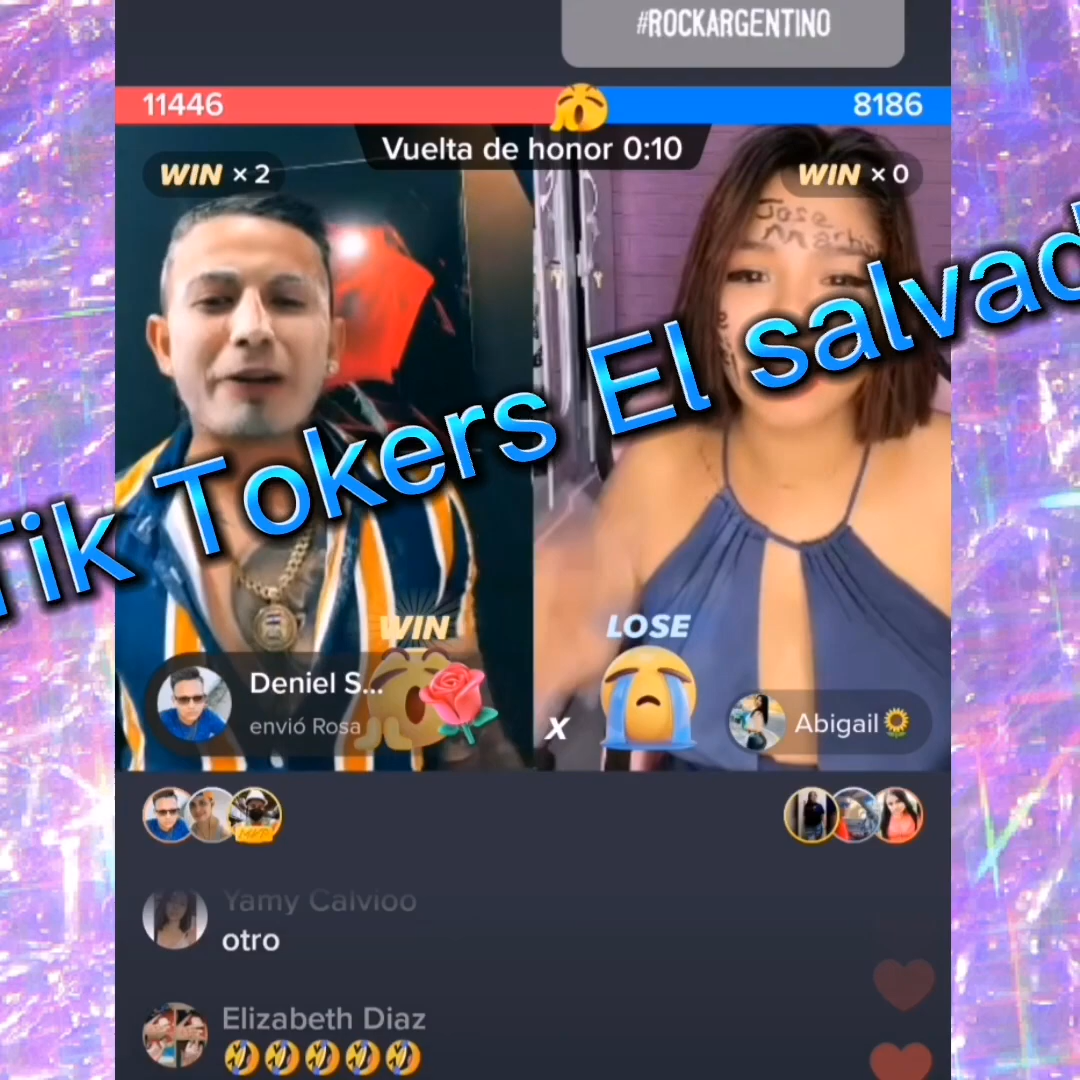 #ROCKARGENTINO
11446
8186
Vuelta de honor 0:10
WIN × 2
WIN × 0
Jose
Tik Tokers El salvad
WIN
LOSE
Deniel S...
envió Rosa
x
Abigail🌻
Yamy Calvioo
otro
Elizabeth Diaz
🤣🤣🤣🤣🤣